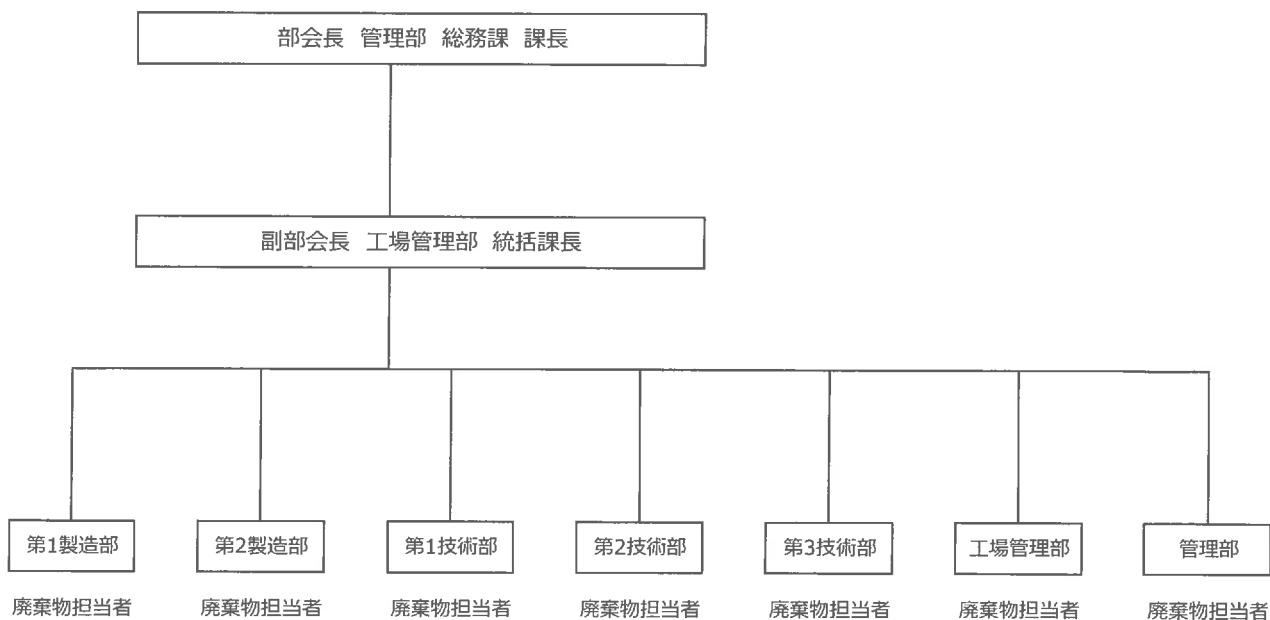 部会長 管理部 総務課 課長
副部会長 工場管理部 統括課長
第1製造部 第2製造部 第1技術部 第2技術部 第3技術部 工場管理部 管理部
廃棄物担当者 廃棄物担当者 廃棄物担当者 廃棄物担当者 廃棄物担当者 廃棄物担当者 廃棄物担当者